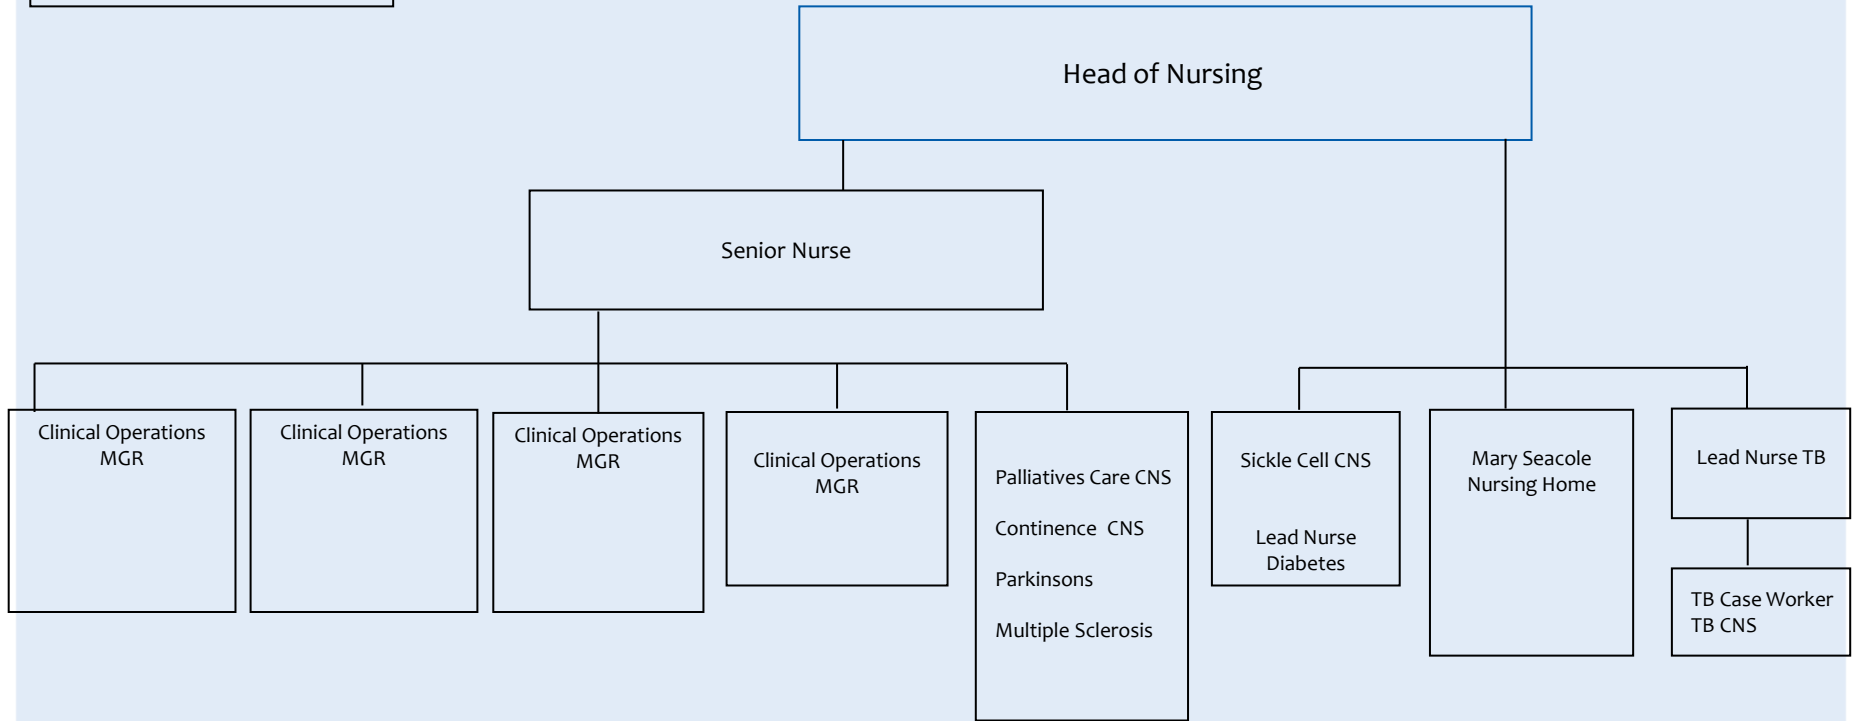 Head of Nursing
Senior Nurse
Clinical Operations
MGR
Clinical Operations
MGR
Clinical Operations
MGR
Clinical Operations
MGR
Palliatives Care CNS
Continence  CNS
Parkinsons
Multiple Sclerosis
Sickle Cell CNS
Lead Nurse
Diabetes
Mary Seacole
Nursing Home
Lead Nurse TB
TB Case Worker
TB CNS